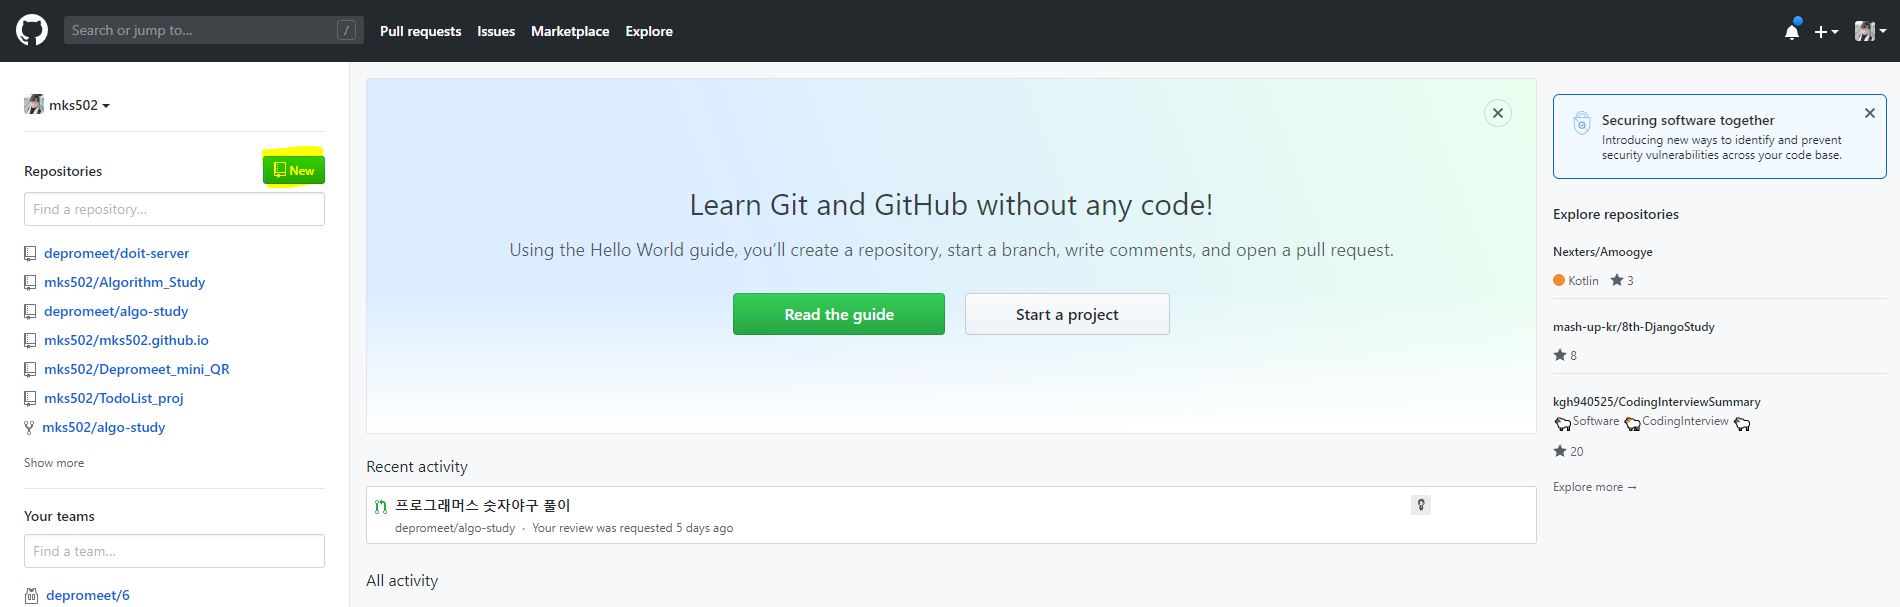 Search or jump to... /
Pull requests Issues Marketplace Explore
mks502
Repositories
New
Find a repository...
depromeet/doit-server
mks502/Algorithm_Study
depromeet/algo-study
mks502/mks502.github.io
mks502/Depromeet_mini_QR
mks502/TodoList_proj
mks502/algo-study
Show more
Your teams
Find a team...
depromeet/6
Learn Git and GitHub without any code!
Using the Hello World guide, you’ll create a repository, start a branch, write comments, and open a pull request.
Read the guide
Start a project
Recent activity
프로그래머스 숫자야구 풀이
depromeet/algo-study · Your review was requested 5 days ago
All activity
Securing software together
Introducing new ways to identify and prevent
security vulnerabilities across your code base.
Explore repositories
Nexters/Amoogye
Kotlin 3
mash-up-kr/8th-DjangoStudy
8
kgh940525/CodingInterviewSummary
Software CodingInterview
20
Explore more →